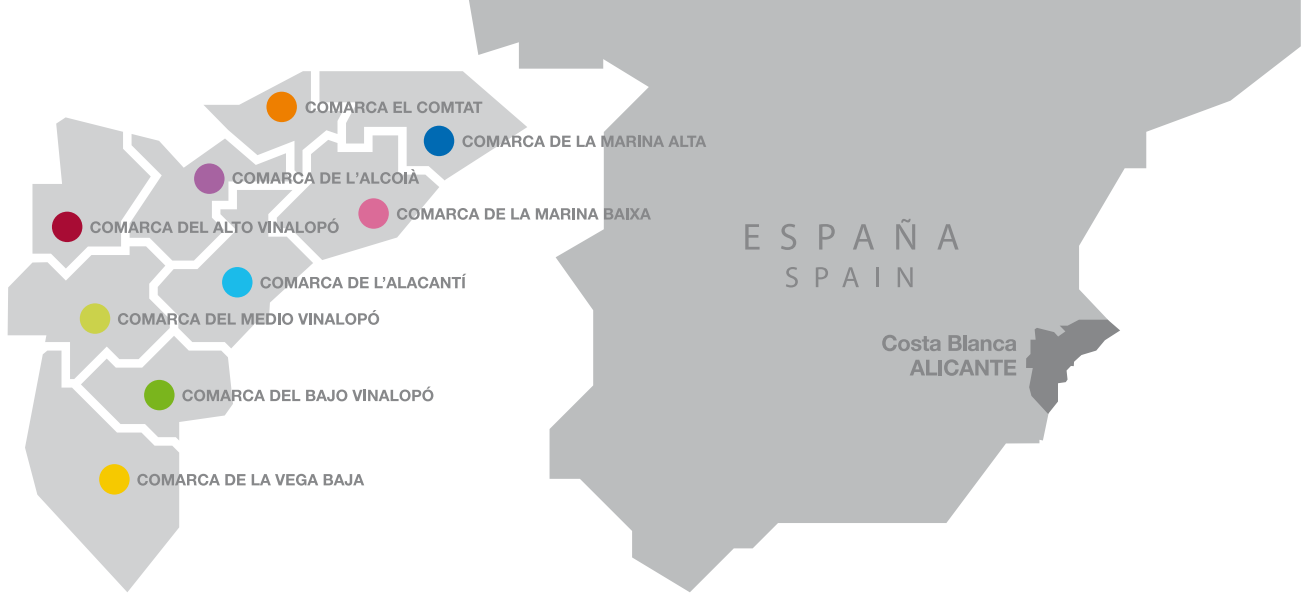 COMARCA EL COMTAT
COMARCA DE LA MARINA ALTA
COMARCA DE L'ALCOIÀ
COMARCA DE LA MARINA BAIXA
COMARCA DEL ALTO VINALOPÓ
COMARCA DE L'ALACANTÍ
COMARCA DEL MEDIO VINALOPÓ
COMARCA DEL BAJO VINALOPÓ
COMARCA DE LA VEGA BAJA
ESPAÑA
SPAIN
Costa Blanca
ALICANTE